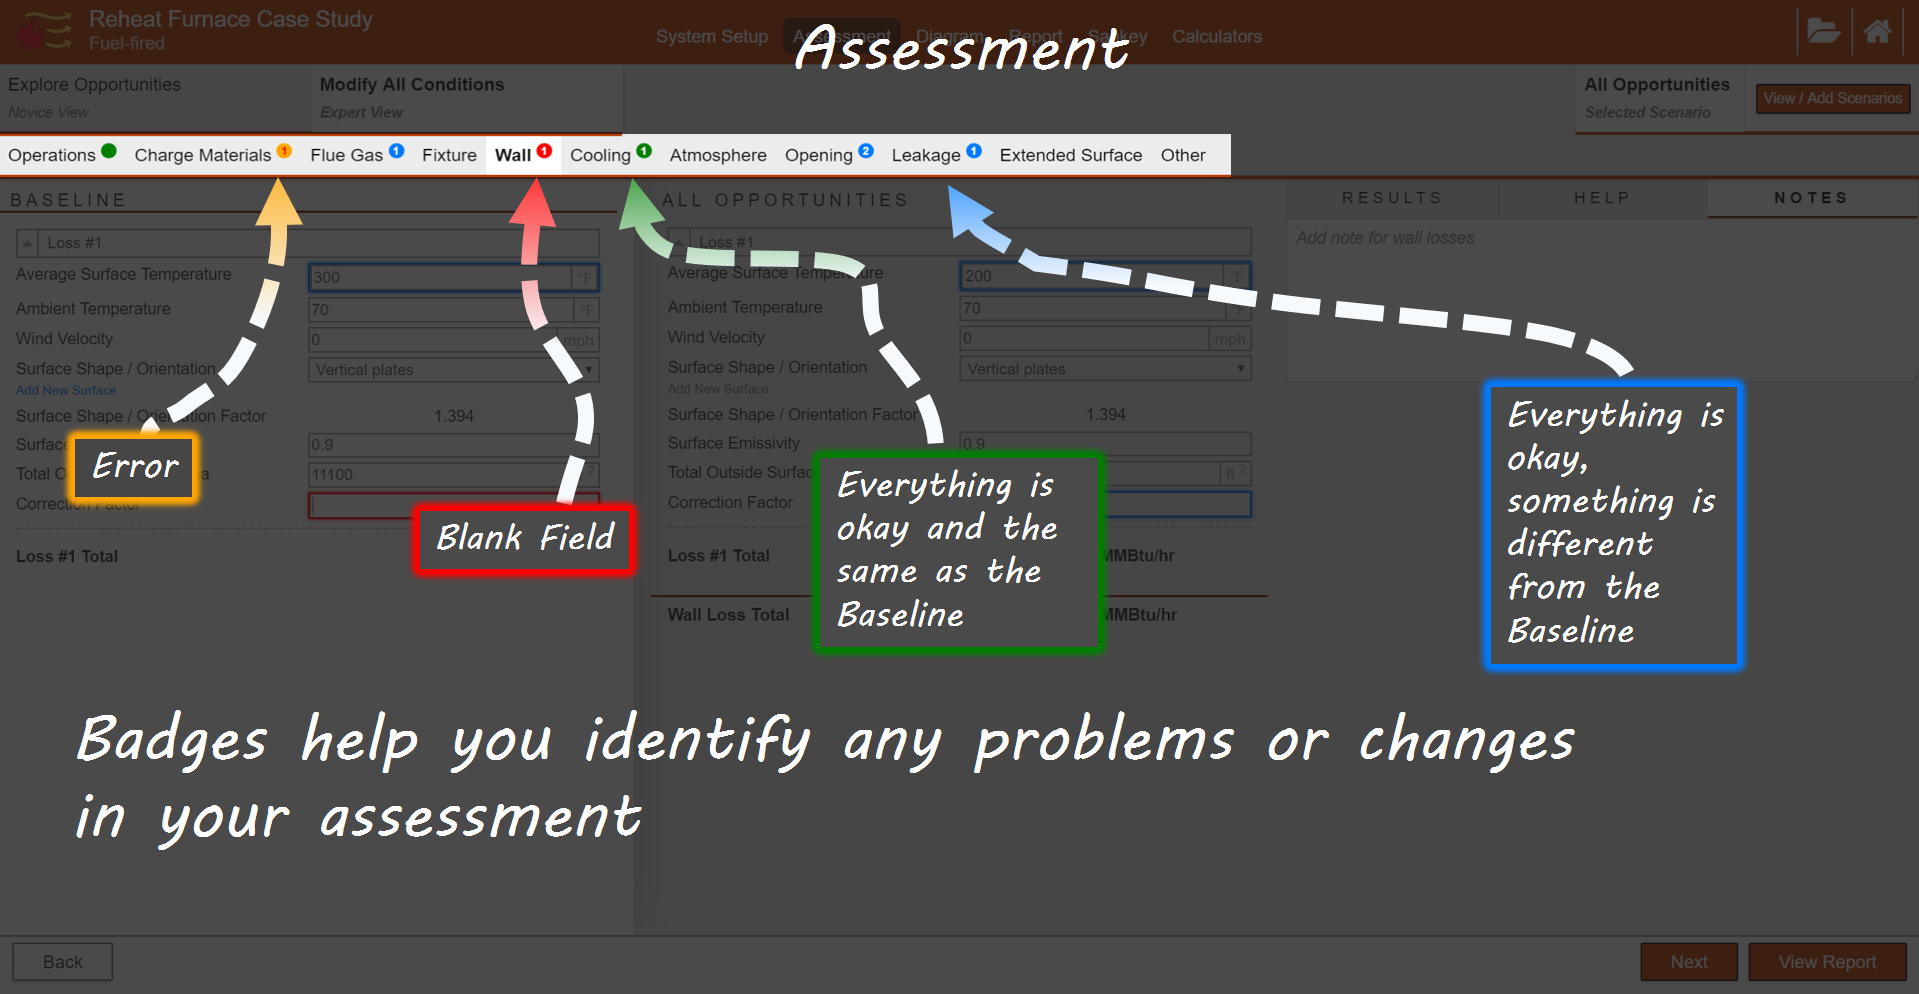 Reheat Furnace Case Study
Fuel-fired
System Setup Assessment Diagram Report Sankey Calculators
Assessment
Explore Opportunities
Novice View
Modify All Conditions
Expert View
All Opportunities
Selected Scenario
View / Add Scenarios
Operations Charge Materials 1 Flue Gas 1 Fixture Wall 1 Cooling 1 Atmosphere Opening 2 Leakage 1 Extended Surface Other
BASELINE
Loss #1
Average Surface Temperature 300 °F
Ambient Temperature 70 °F
Wind Velocity 0 mph
Surface Shape / Orientation Vertical plates
Add New Surface
Surface Shape / Orientation Factor 1.394
Surface 0.9
Total 11100 2
Correction Factor
Loss #1 Total
ALL OPPORTUNITIES
Loss #1
Average Surface Temperature 200 °F
Ambient Temperature 70 °F
Wind Velocity 0 mph
Surface Shape / Orientation Vertical plates
Add New Surface
Surface Shape / Orientation Factor 1.394
Surface Emissivity 0.9
Total Outside ft 2
Correction Factor
Loss #1 Total MMBtu/hr
Wall Loss Total MMBtu/hr
RESULTS HELP NOTES
Add note for wall losses
Error
Blank Field
Everything is
okay and the
same as the
Baseline
Everything is
okay,
something is
different
from the
Baseline
Badges help you identify any problems or changes
in your assessment
Back
Next
View Report